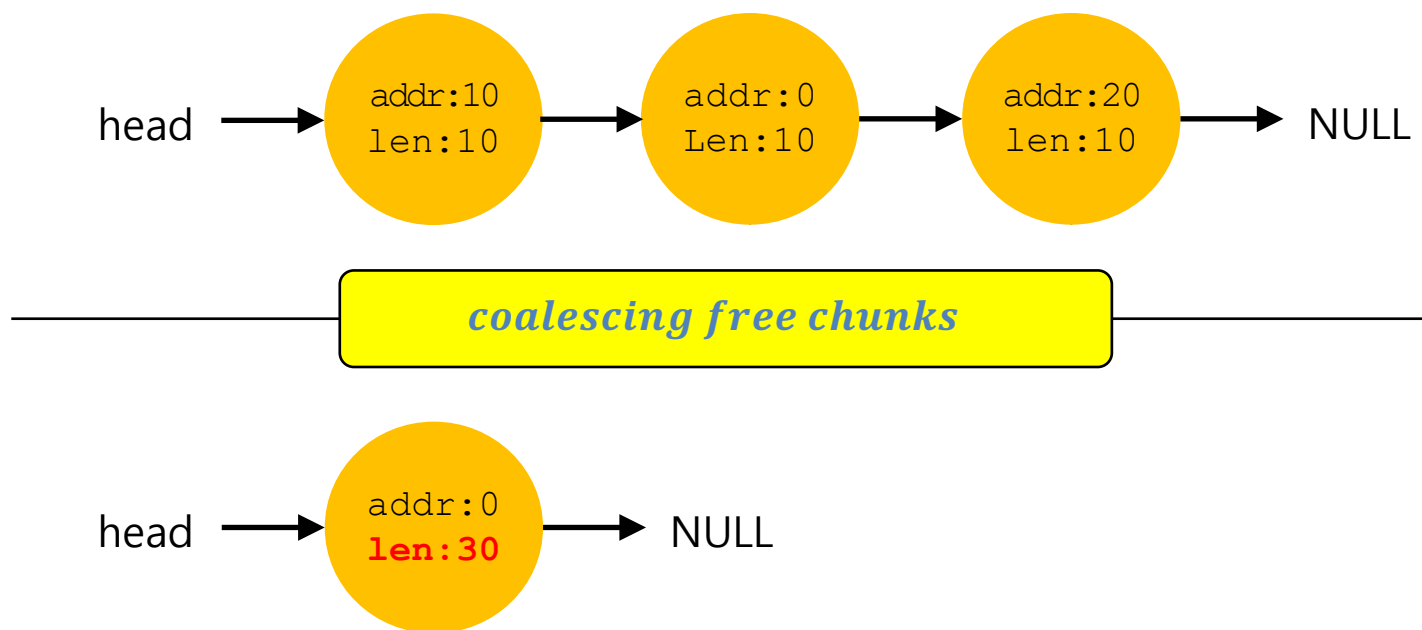 head
addr:10
len:10
addr:0
Len:10
addr:20
len:10
NULL
coalescing free chunks
head
addr:0
len:30
NULL